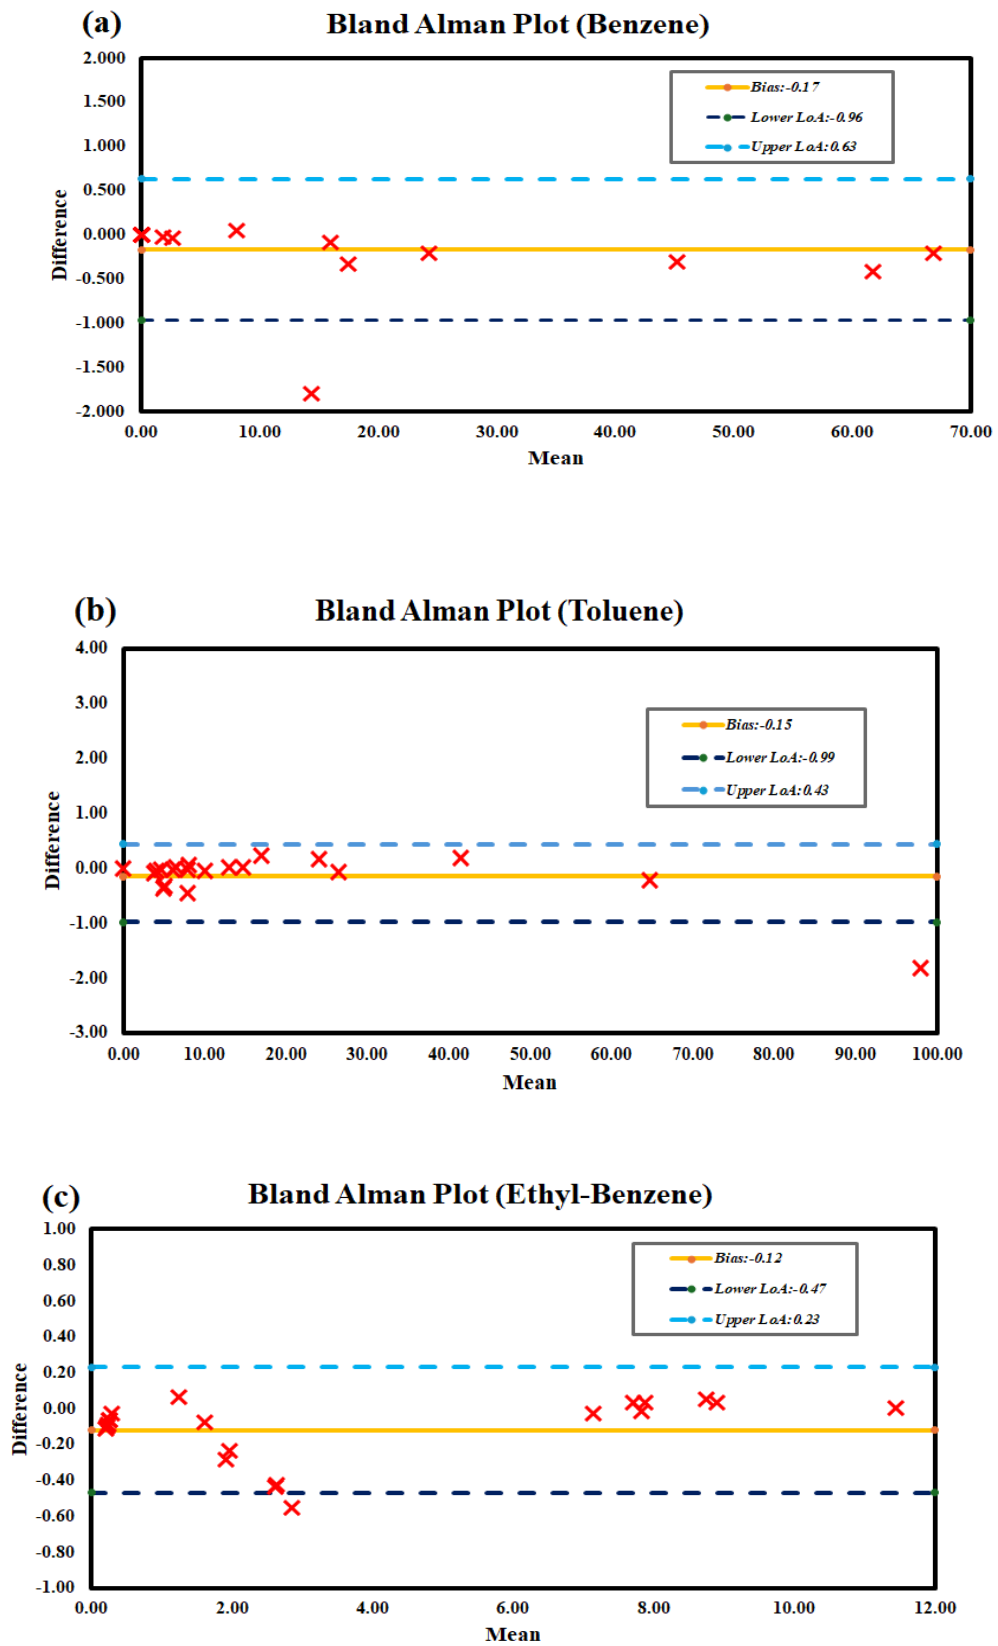 (a)
Bland Alman Plot (Benzene)
2.000
1.500
1.000
0.500
0.000
-0.500
-1.000
-1.500
-2.000
Difference
Bias:-0.17
Lower LoA:-0.96
Upper LoA:0.63
0.00 10.00 20.00 30.00 40.00 50.00 60.00 70.00
Mean
(b)
Bland Alman Plot (Toluene)
4.00
3.00
2.00
1.00
0.00
-1.00
-2.00
-3.00
Difference
Bias:-0.15
Lower LoA:-0.99
Upper LoA:0.43
0.00 10.00 20.00 30.00 40.00 50.00 60.00 70.00 80.00 90.00 100.00
Mean
(c)
Bland Alman Plot (Ethyl-Benzene)
1.00
0.80
0.60
0.40
0.20
0.00
-0.20
-0.40
-0.60
-0.80
-1.00
Difference
Bias:-0.12
Lower LoA:-0.47
Upper LoA:0.23
0.00 2.00 4.00 6.00 8.00 10.00 12.00
Mean